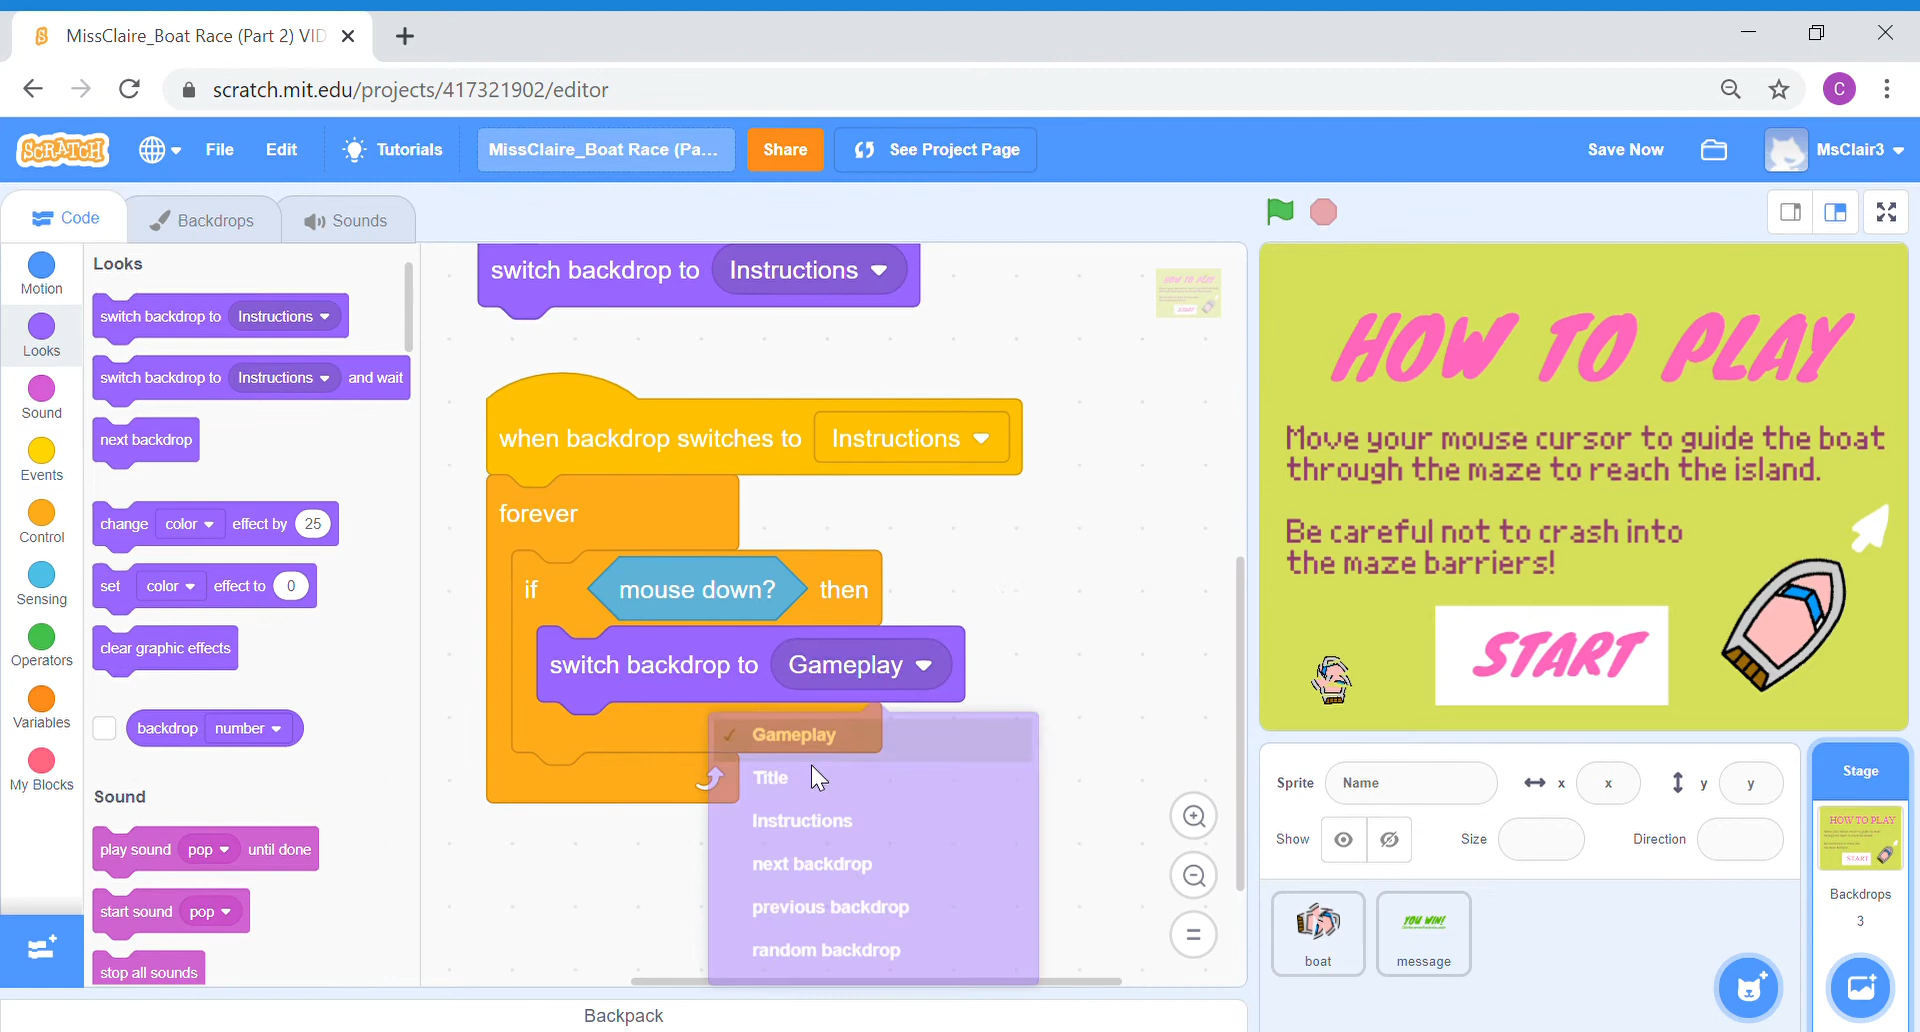 MissClaire_Boat Race (Part 2) VID
scratch.mit.edu/projects/417321902/editor
C
SCRATCH
File
Edit
Tutorials
MissClaire_Boat Race (Pa...
Share
See Project Page
Save Now
MsClair3
Code
Backdrops
Sounds
Motion
Looks
Sound
Events
Control
Sensing
Operators
Variables
My Blocks
Looks
switch backdrop to Instructions
switch backdrop to Instructions and wait
next backdrop
change color effect by 25
set color effect to 0
clear graphic effects
backdrop number
Sound
play sound pop until done
start sound pop
stop all sounds
switch backdrop to Instructions
when backdrop switches to Instructions
forever
if mouse down? then
switch backdrop to Gameplay
Gameplay
Title
Instructions
next backdrop
previous backdrop
random backdrop
Backpack
HOW TO PLAY
Move your mouse cursor to guide the boat
through the maze to reach the island.
Be careful not to crash into
the maze barriers!
START
Sprite Name x x y y
Show Size Direction
boat
YOU WIN!
message
Stage
HOW TO PLAY
START
Backdrops
3